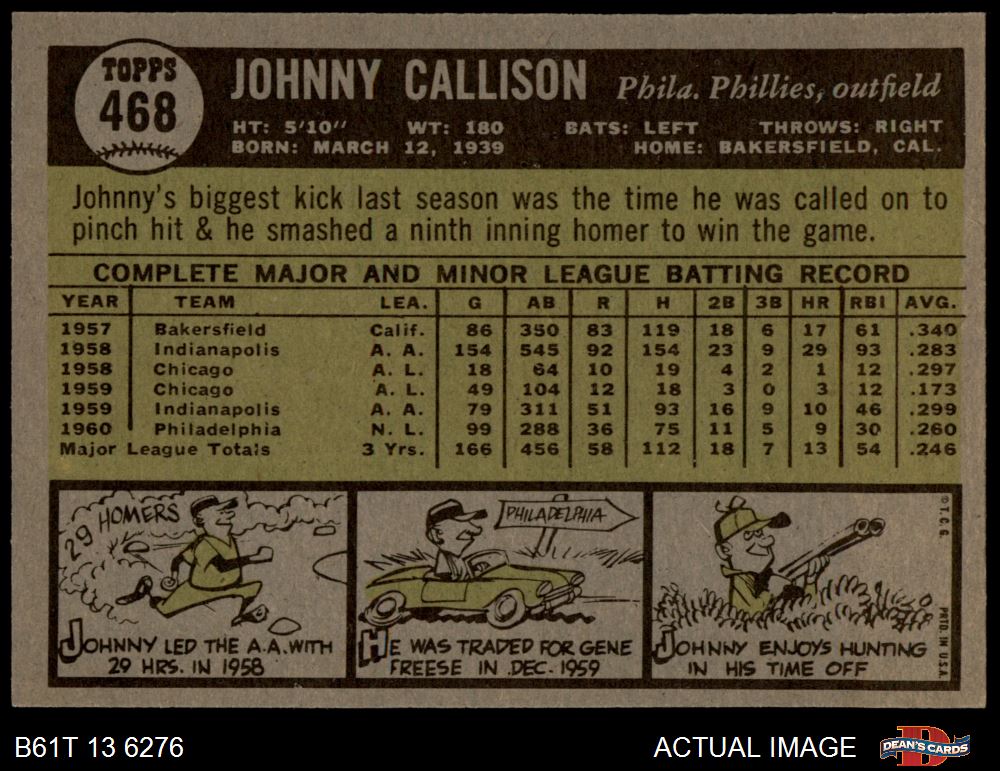 TOPPS
468
JOHNNY CALLISON Phila. Phillies, outfield
HT: 5'10" WT: 180 BATS: LEFT THROWS: RIGHT
BORN: MARCH 12, 1939 HOME: BAKERSFIELD, CAL.
Johnny's biggest kick last season was the time he was called on to
pinch hit & he smashed a ninth inning homer to win the game.
COMPLETE MAJOR AND MINOR LEAGUE BATTING RECORD
YEAR TEAM LEA. G AB R H 2B 3B HR RBI AVG.
1957 Bakersfield Calif. 86 350 83 119 18 6 17 61 .340
1958 Indianapolis A. A. 154 545 92 154 23 9 29 93 .283
1958 Chicago A. L. 18 64 10 19 4 2 1 12 .297
1959 Chicago A. L. 49 104 12 18 3 0 3 12 .173
1959 Indianapolis A. A. 79 311 51 93 16 9 10 46 .299
1960 Philadelphia N. L. 99 288 36 75 11 5 9 30 .260
Major League Totals 3 Yrs. 166 456 58 112 18 7 13 54 .246
29 HOMERS
JOHNNY LED THE A.A. WITH
29 HRS. IN 1958
PHILADELPHIA
HE WAS TRADED FOR GENE
FREESE IN DEC. 1959
JOHNNY ENJOYS HUNTING
IN HIS TIME OFF
© T. C. G. PRTD. IN U.S.A.
B61T 13 6276 ACTUAL IMAGE
DEAN'S CARDS